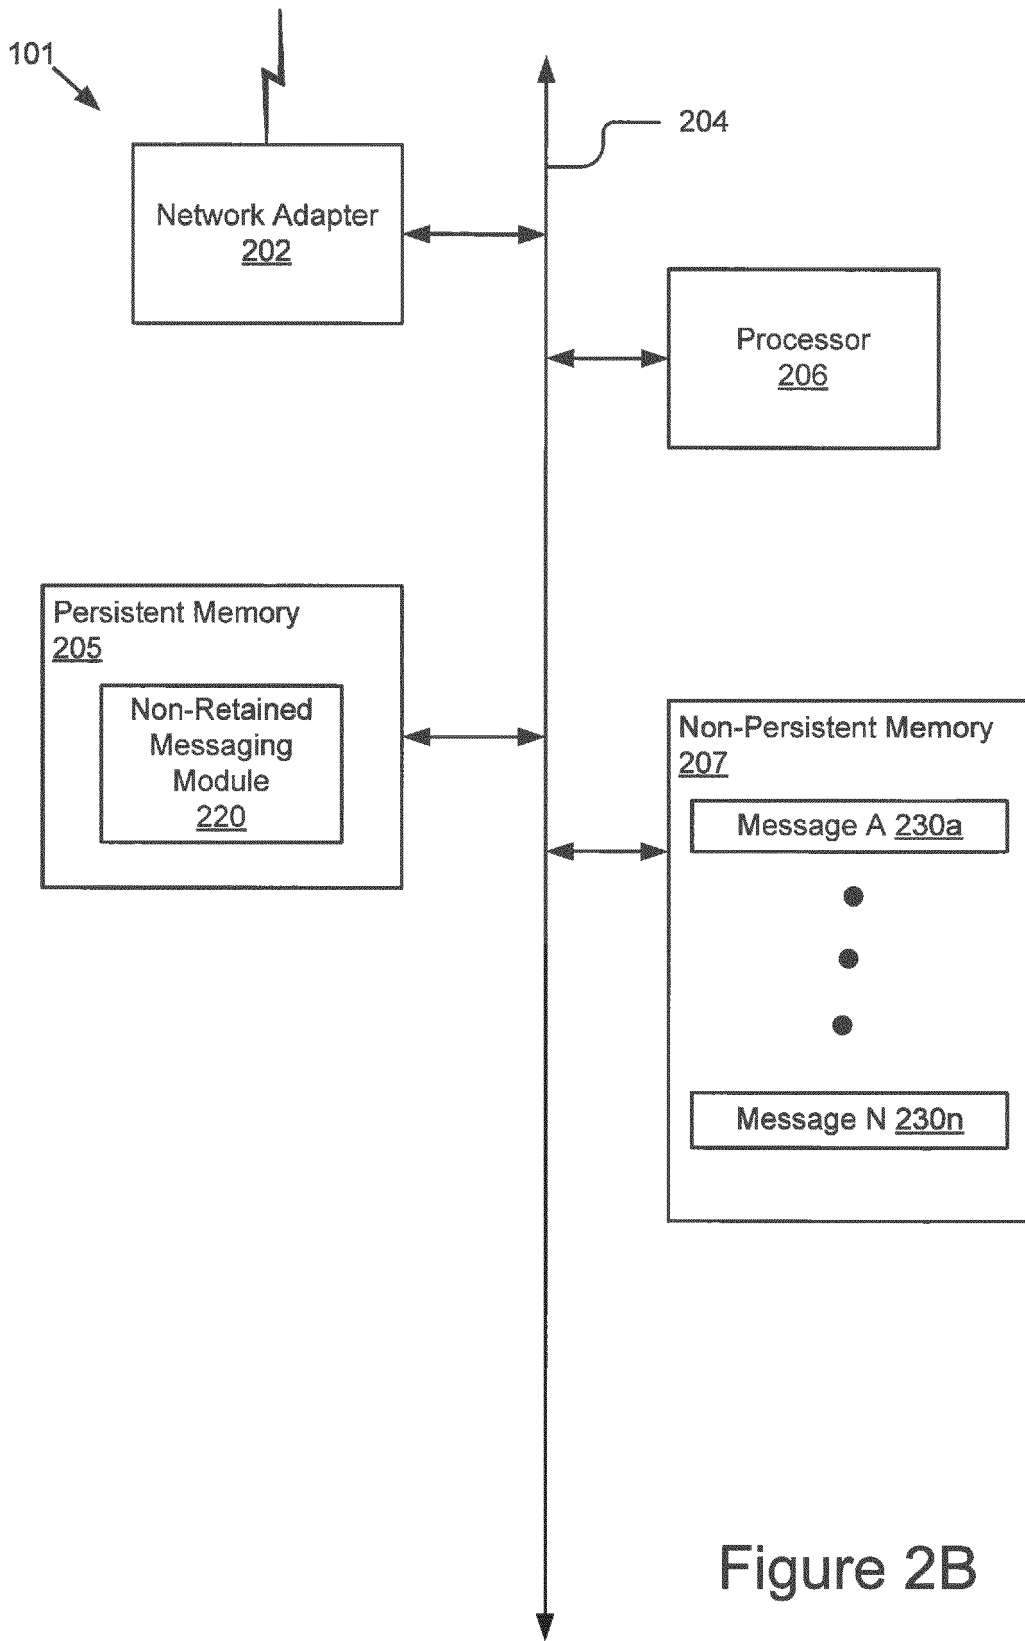 101
204
Network Adapter
202
Processor
206
Persistent Memory
205
Non-Retained
Messaging
Module
220
Non-Persistent Memory
207
Message A 230a
Message N 230n
Figure 2B